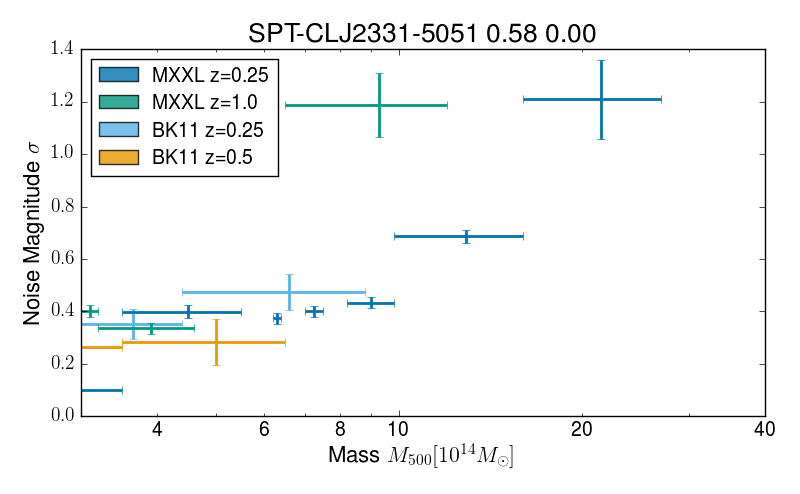 SPT-CLJ2331-5051 0.58 0.00
1.4
1.2
1.0
0.8
0.6
0.4
0.2
0.0
Noise Magnitude σ
MXXL z=0.25
MXXL z=1.0
BK11 z=0.25
BK11 z=0.5
4 6 8 10 20 40
Mass M₅₀₀[10¹⁴M☉]